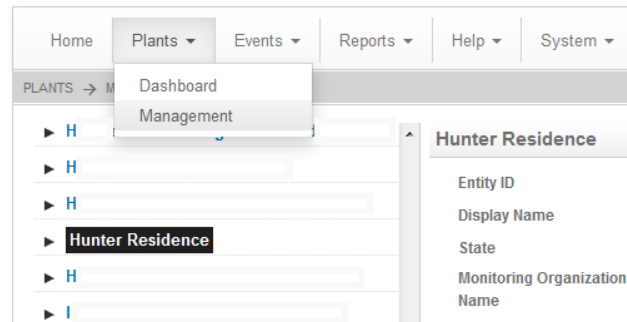 Home Plants Events Reports Help System
PLANTS → M
Dashboard
Management
H
H
H
Hunter Residence
H
I
Hunter Residence
Entity ID
Display Name
State
Monitoring Organization
Name